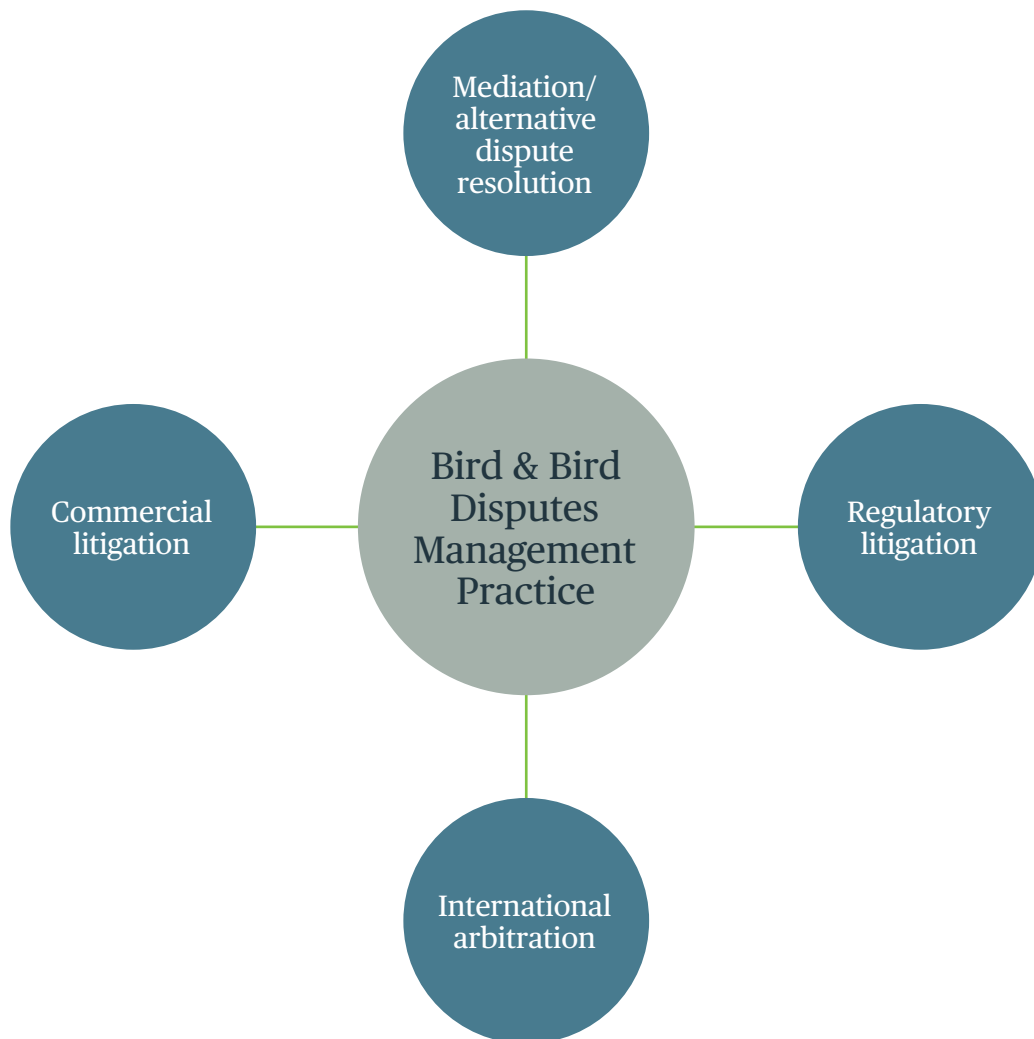 Mediation/
alternative
dispute
resolution
Commercial
litigation
Bird & Bird
Disputes
Management
Practice
Regulatory
litigation
International
arbitration